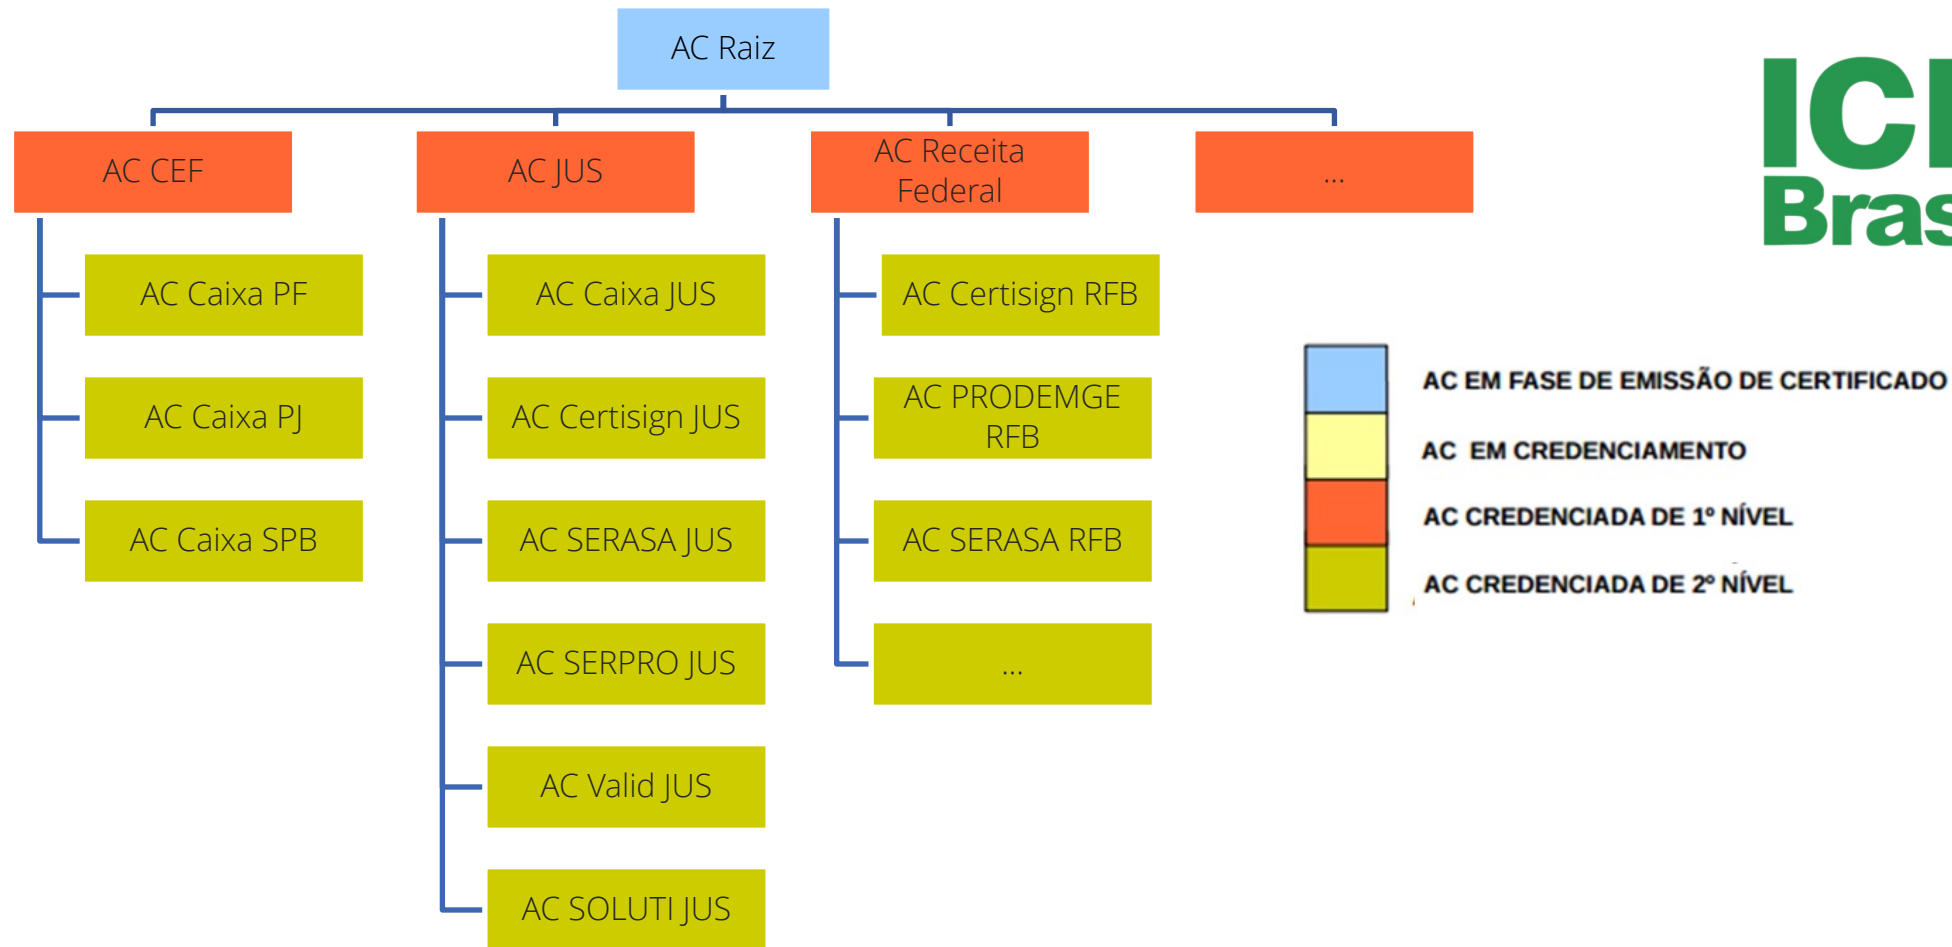 AC Raiz
AC CEF
AC JUS
AC Receita
Federal
...
AC Caixa PF
AC Caixa PJ
AC Caixa SPB
AC Caixa JUS
AC Certisign JUS
AC SERASA JUS
AC SERPRO JUS
AC Valid JUS
AC SOLUTI JUS
AC Certisign RFB
AC PRODEMGE
RFB
AC SERASA RFB
...
AC EM FASE DE EMISSÃO DE CERTIFICADO
AC EM CREDENCIAMENTO
AC CREDENCIADA DE 1º NÍVEL
AC CREDENCIADA DE 2º NÍVEL